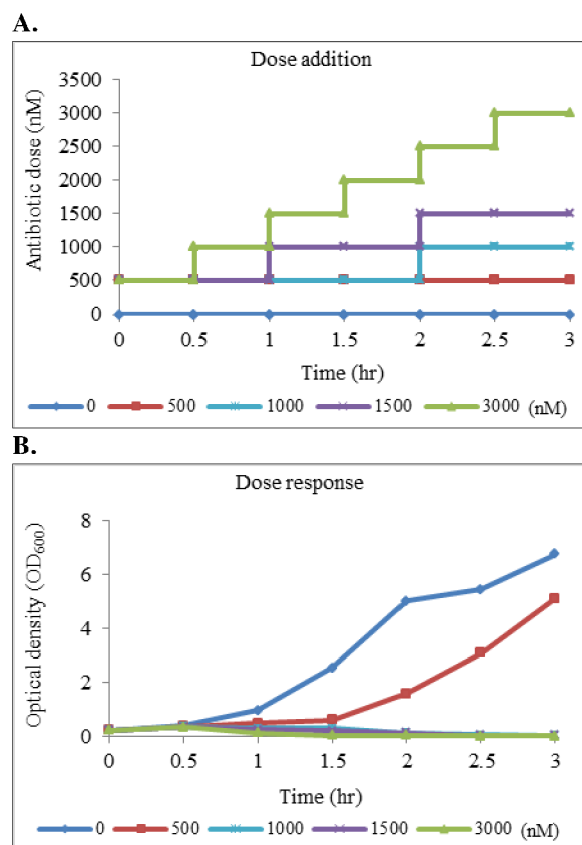 A.
Dose addition
Antibiotic dose (nM)
3500
3000
2500
2000
1500
1000
500
0
0 0.5 1 1.5 2 2.5 3
Time (hr)
0 500 1000 1500 3000 (nM)
B.
Dose response
Optical density (OD600)
8
6
4
2
0
0 0.5 1 1.5 2 2.5 3
Time (hr)
0 500 1000 1500 3000 (nM)